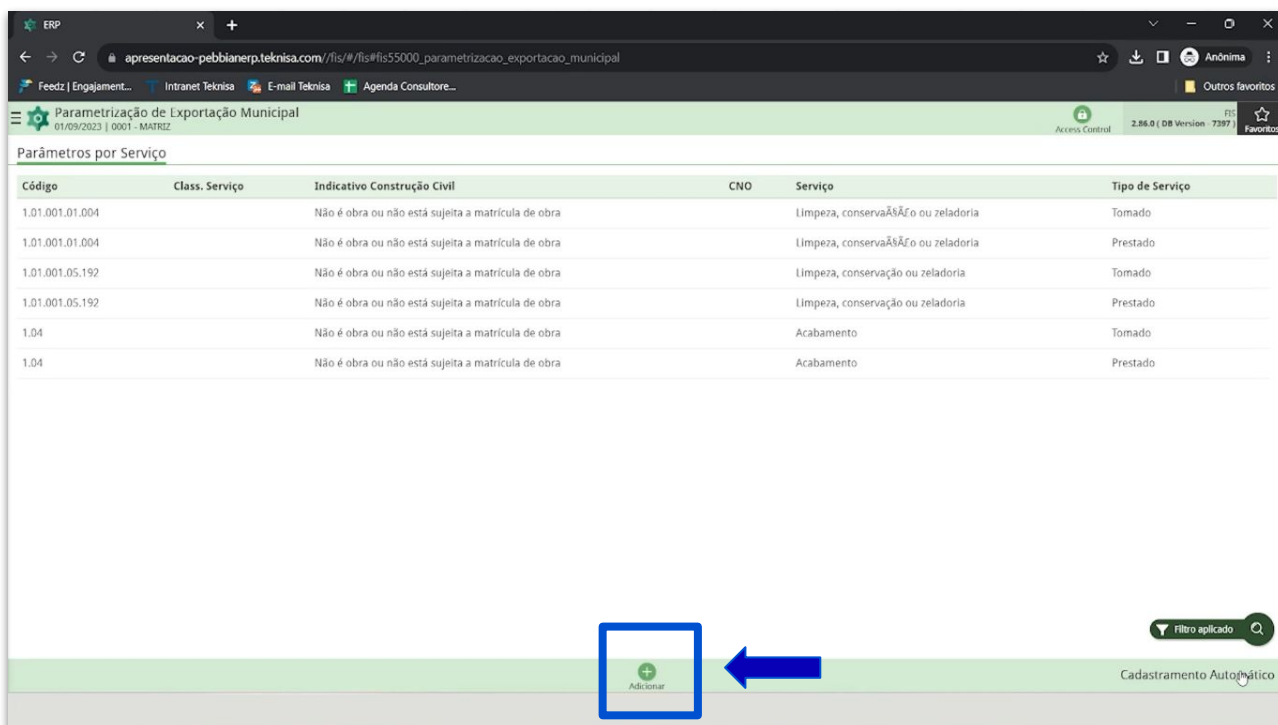 ERP
apresentacao-pebbianerp.teknisa.com//fis/#/fis#fis55000_parametrizacao_exportacao_municipal
Anônima
Feedz | Engajament... Intranet Teknisa E-mail Teknisa Agenda Consultore... Outros favoritos
Parametrização de Exportação Municipal
01/09/2023 | 0001 - MATRIZ
Access Control
FIS
2.86.0 ( DB Version - 7397 )
Favoritos
Parâmetros por Serviço
Código Class. Serviço Indicativo Construção Civil CNO Serviço Tipo de Serviço
1.01.001.01.004 Não é obra ou não está sujeita a matrícula de obra Limpeza, conservaÃ§Ã£o ou zeladoria Tomado
1.01.001.01.004 Não é obra ou não está sujeita a matrícula de obra Limpeza, conservaÃ§Ã£o ou zeladoria Prestado
1.01.001.05.192 Não é obra ou não está sujeita a matrícula de obra Limpeza, conservação ou zeladoria Tomado
1.01.001.05.192 Não é obra ou não está sujeita a matrícula de obra Limpeza, conservação ou zeladoria Prestado
1.04 Não é obra ou não está sujeita a matrícula de obra Acabamento Tomado
1.04 Não é obra ou não está sujeita a matrícula de obra Acabamento Prestado
Filtro aplicado
Adicionar
Cadastramento Automático